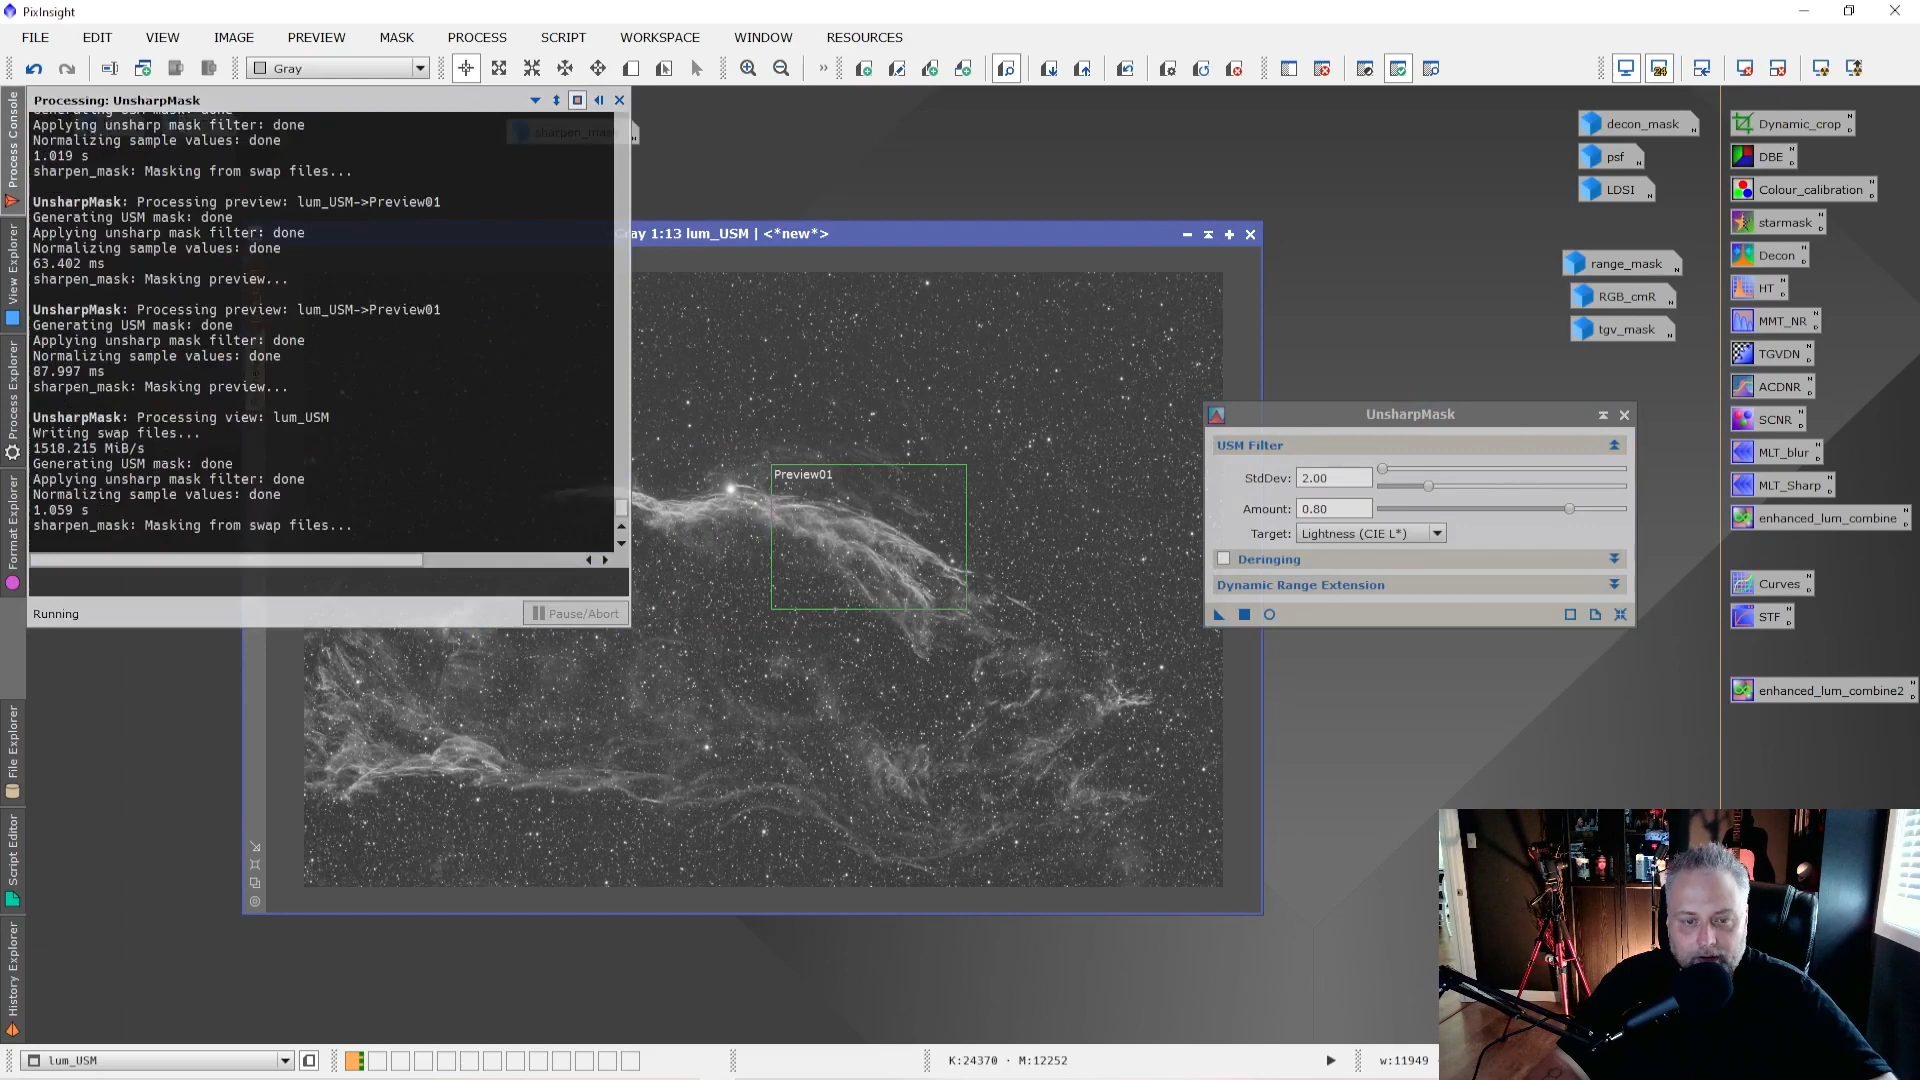 PixInsight
FILE EDIT VIEW IMAGE PREVIEW MASK PROCESS SCRIPT WORKSPACE WINDOW RESOURCES
Gray
Processing: UnsharpMask
Applying unsharp mask filter: done
Normalizing sample values: done
1.019 s
sharpen_mask: Masking from swap files...
UnsharpMask: Processing preview: lum_USM->Preview01
Generating USM mask: done
Applying unsharp mask filter: done
Normalizing sample values: done
63.402 ms
sharpen_mask: Masking preview...
UnsharpMask: Processing preview: lum_USM->Preview01
Generating USM mask: done
Applying unsharp mask filter: done
Normalizing sample values: done
87.997 ms
sharpen_mask: Masking preview...
UnsharpMask: Processing view: lum_USM
Writing swap files...
1518.215 MiB/s
Generating USM mask: done
Applying unsharp mask filter: done
Normalizing sample values: done
1.059 s
sharpen_mask: Masking from swap files...
Running
Pause/Abort
Process Console
View Explorer
Process Explorer
Format Explorer
File Explorer
Script Editor
History Explorer
ray 1:13 lum_USM | <*new*>
Preview01
UnsharpMask
USM Filter
StdDev: 2.00
Amount: 0.80
Target: Lightness (CIE L*)
Deringing
Dynamic Range Extension
decon_mask
psf
LDSI
range_mask
RGB_cmR
tgv_mask
Dynamic_crop
DBE
Colour_calibration
starmask
Decon
HT
MMT_NR
TGVDN
ACDNR
SCNR
MLT_blur
MLT_Sharp
enhanced_lum_combine
Curves
STF
enhanced_lum_combine2
lum_USM
K:24370 · M:12252
w:11949